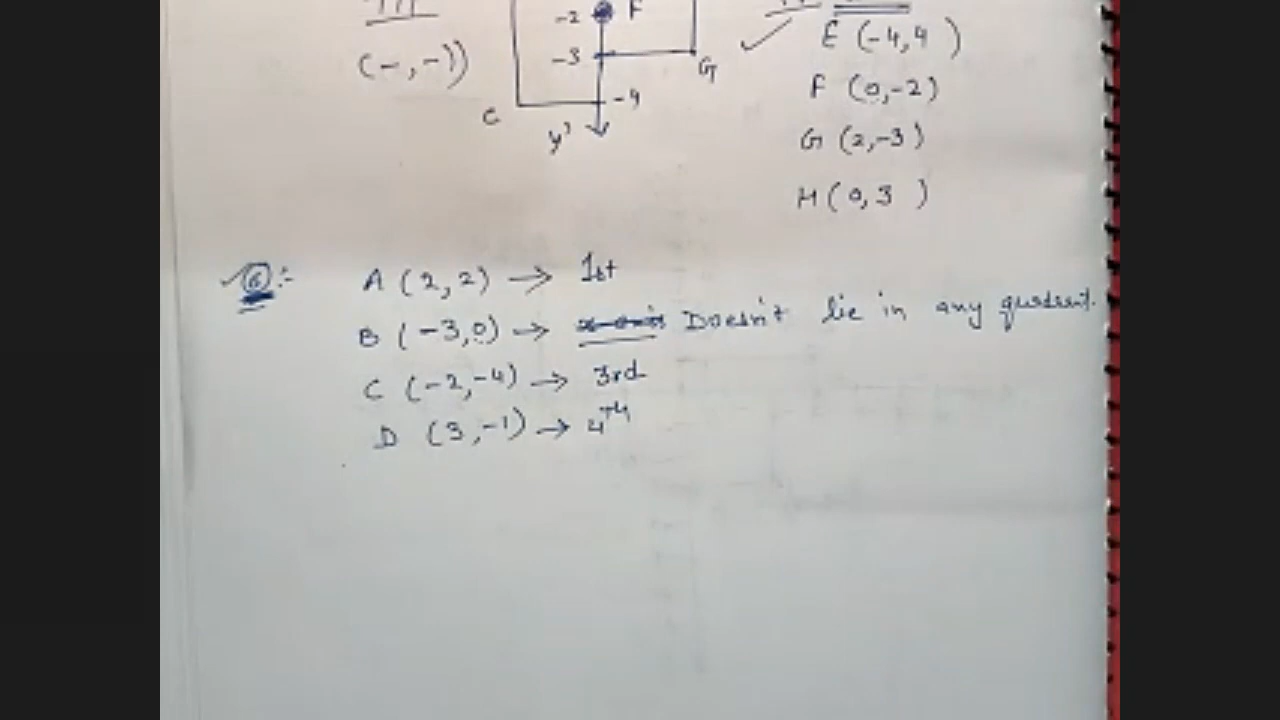 -2 F
E (-4,4 )
(-,-))
-3
G
F (0,-2)
-4
C
y'
G (2,-3 )
H ( 0,3 )
6 :-
A ( 2, 2 ) → 1st
B ( -3,0) → Doesn't lie in any quadrant.
C (-2,-4) → 3rd
D (3,-1) → 4TH